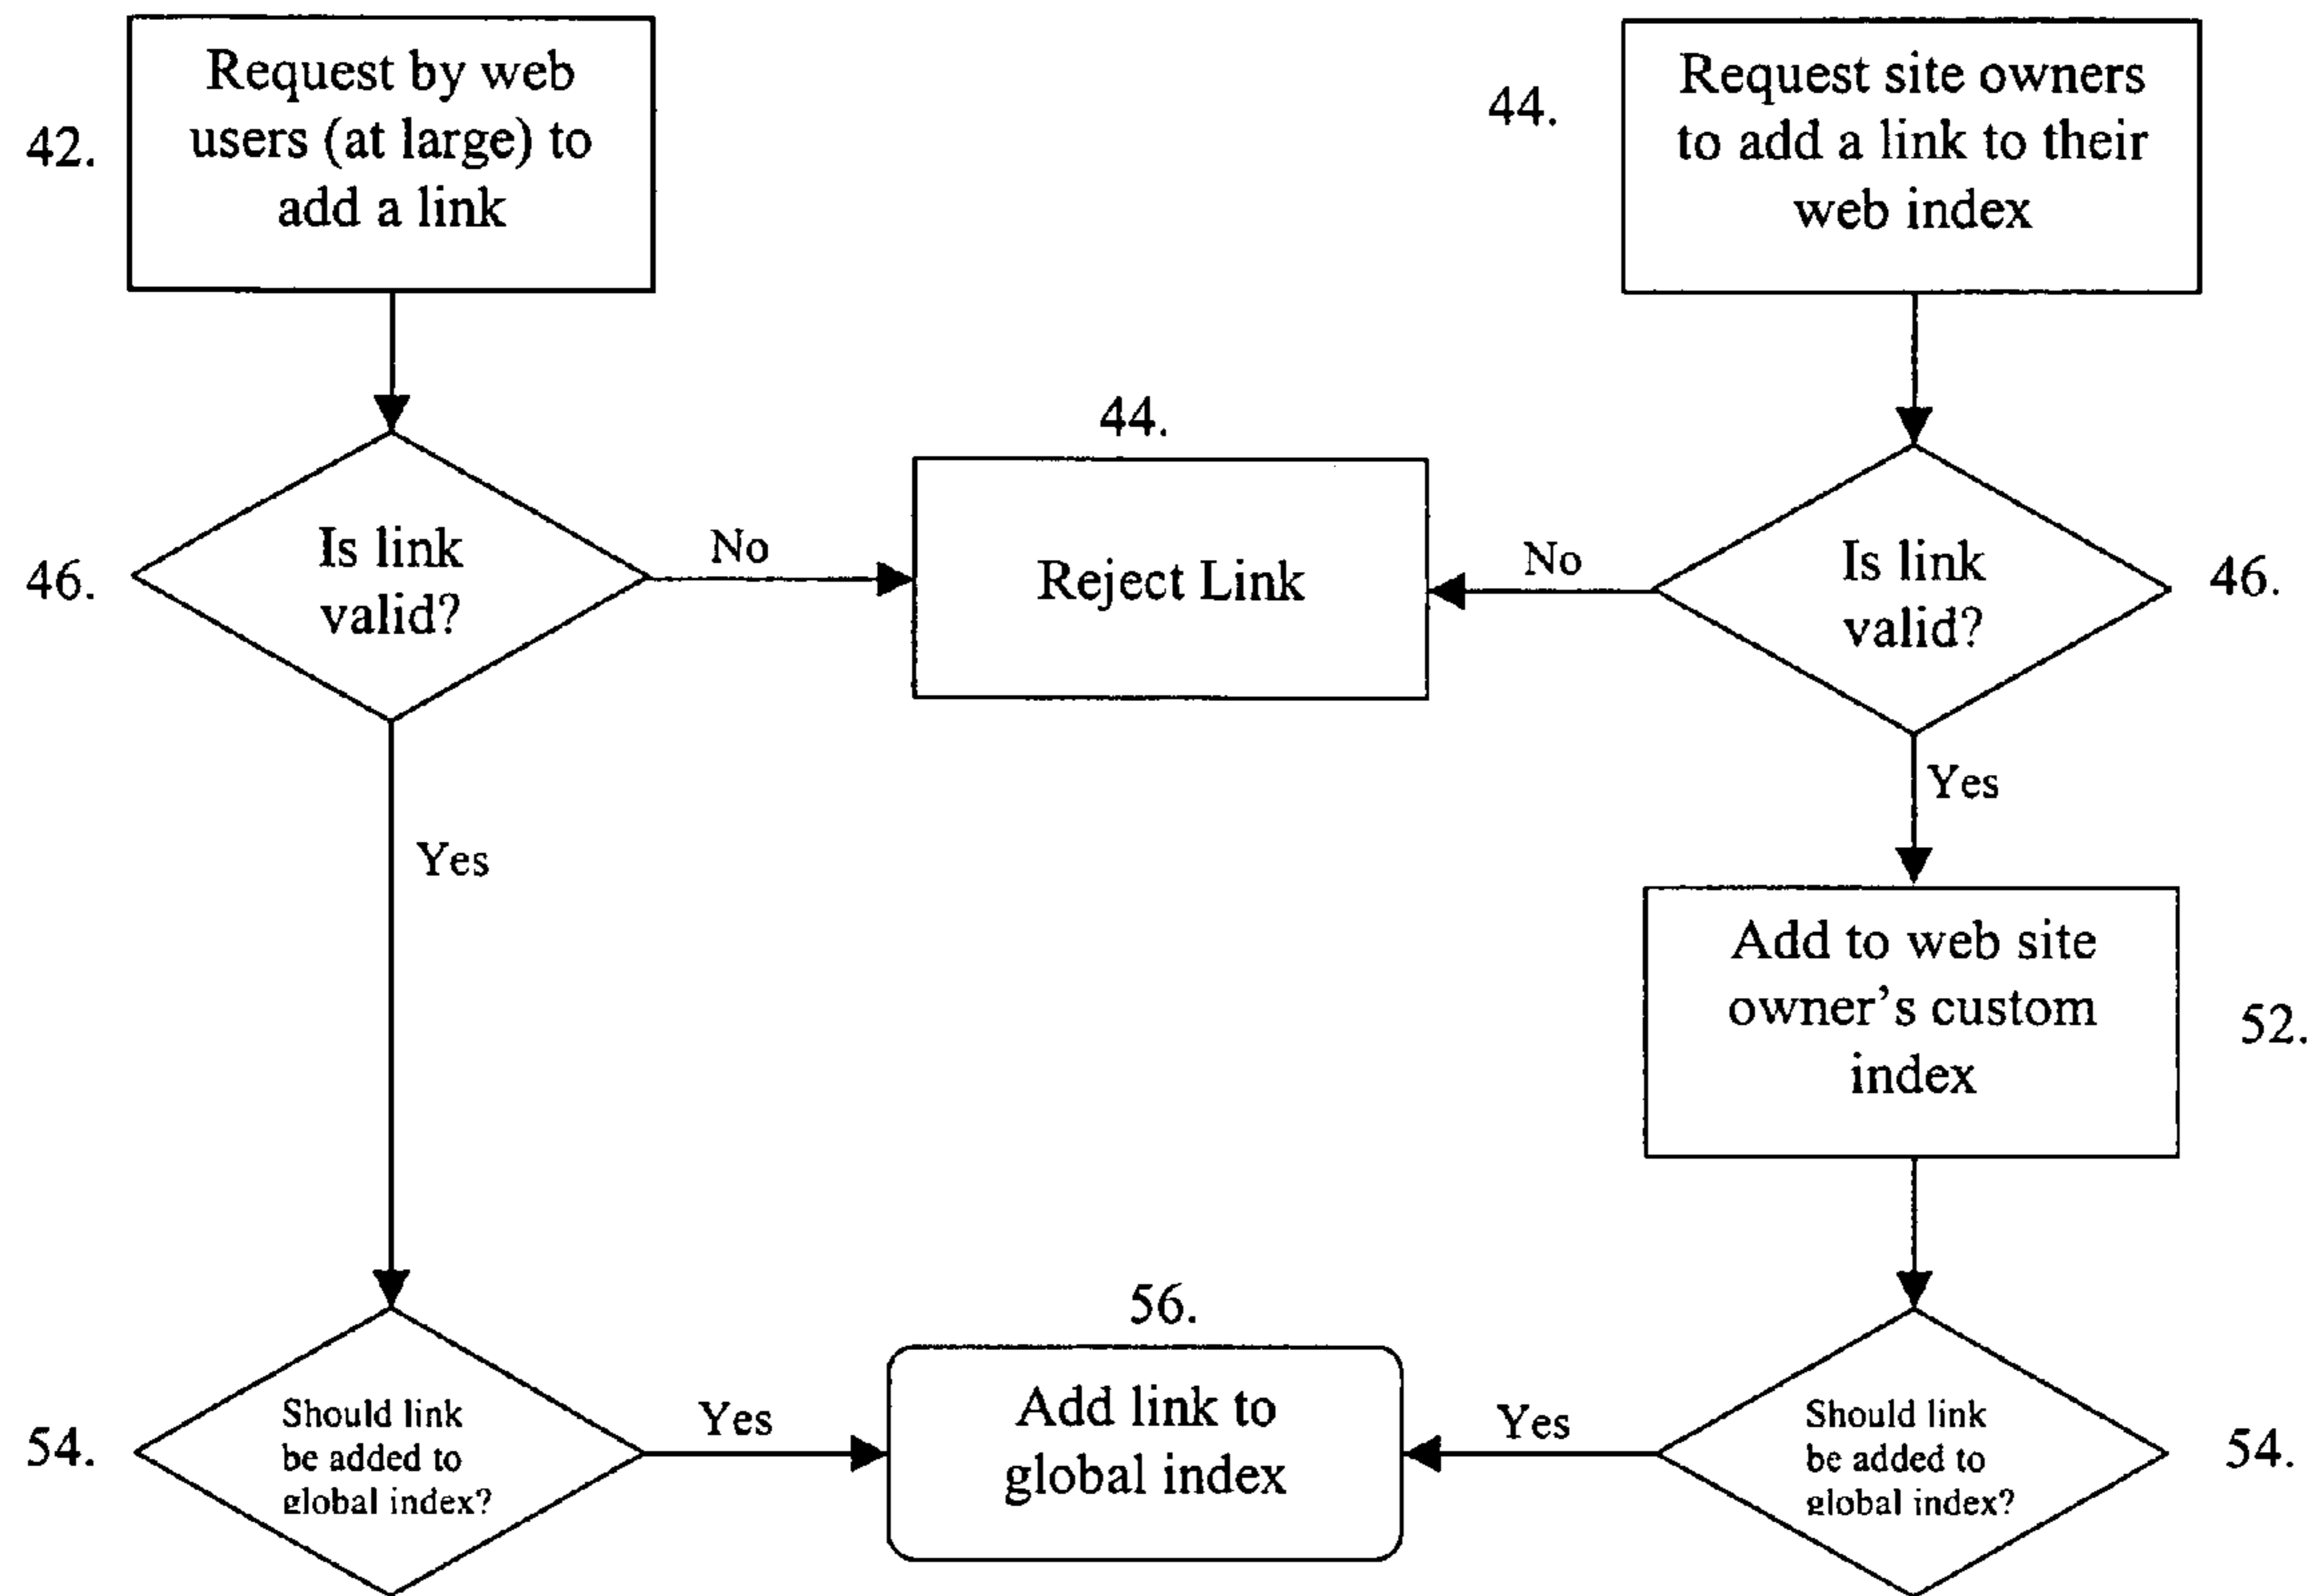 42.
Request by web
users (at large) to
add a link
44.
Request site owners
to add a link to their
web index
46.
Is link
valid?
No
44.
Reject Link
No
Is link
valid?
46.
Yes
Yes
Add to web site
owner's custom
index
52.
54.
Should link
be added to
global index?
Yes
56.
Add link to
global index
Yes
Should link
be added to
global index?
54.